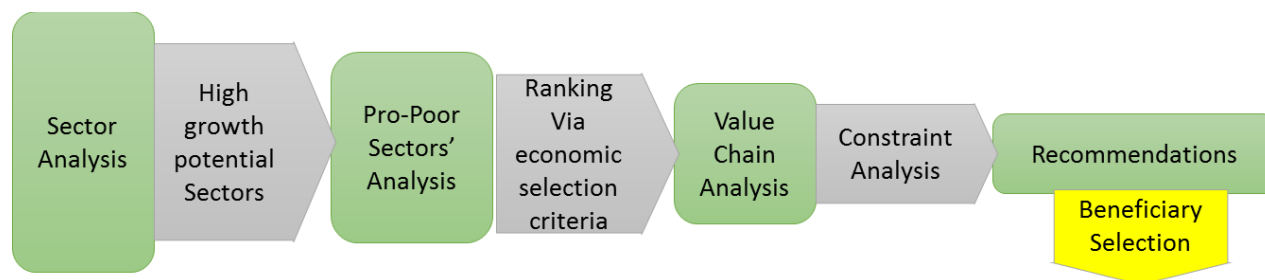 Sector
Analysis
High
growth
potential
Sectors
Pro-Poor
Sectors’
Analysis
Ranking
Via
economic
selection
criteria
Value
Chain
Analysis
Constraint
Analysis
Recommendations
Beneficiary
Selection